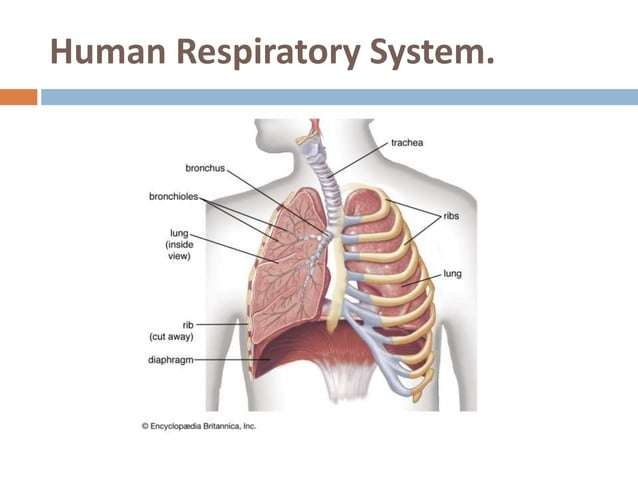 Human Respiratory System.
trachea
bronchus
bronchioles
ribs
lung
(inside
view)
lung
rib
(cut away)
diaphragm
© Encyclopædia Britannica, Inc.